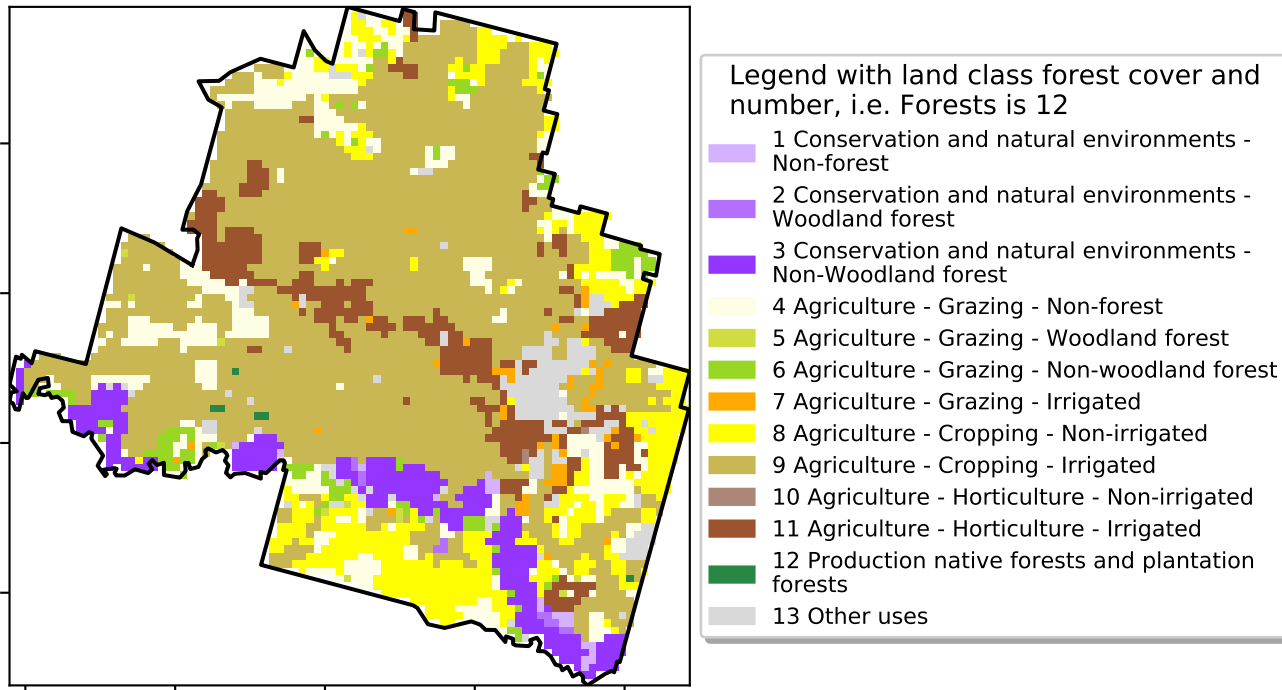 Legend with land class forest cover and
number, i.e. Forests is 12
1 Conservation and natural environments -
Non-forest
2 Conservation and natural environments -
Woodland forest
3 Conservation and natural environments -
Non-Woodland forest
4 Agriculture - Grazing - Non-forest
5 Agriculture - Grazing - Woodland forest
6 Agriculture - Grazing - Non-woodland forest
7 Agriculture - Grazing - Irrigated
8 Agriculture - Cropping - Non-irrigated
9 Agriculture - Cropping - Irrigated
10 Agriculture - Horticulture - Non-irrigated
11 Agriculture - Horticulture - Irrigated
12 Production native forests and plantation
forests
13 Other uses